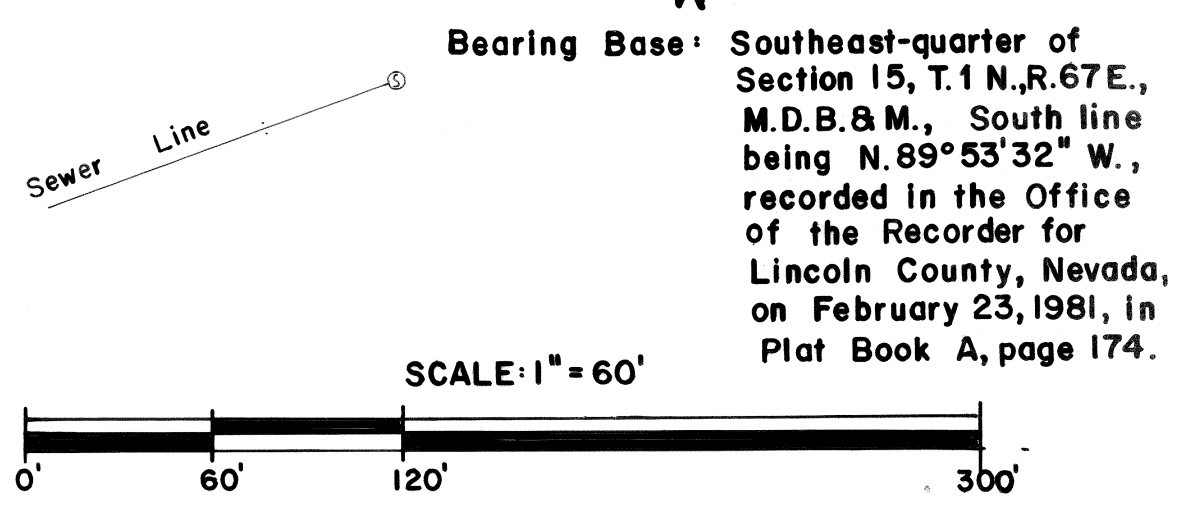 Bearing Base: Southeast-quarter of
Section 15, T.1 N.,R.67E.,
M.D.B.& M., South line
being N.89°53'32" W.,
recorded in the Office
of the Recorder for
Lincoln County, Nevada,
on February 23,1981, in
Plat Book A, page 174.
S
Sewer Line
SCALE: 1" = 60'
0' 60' 120' 300'